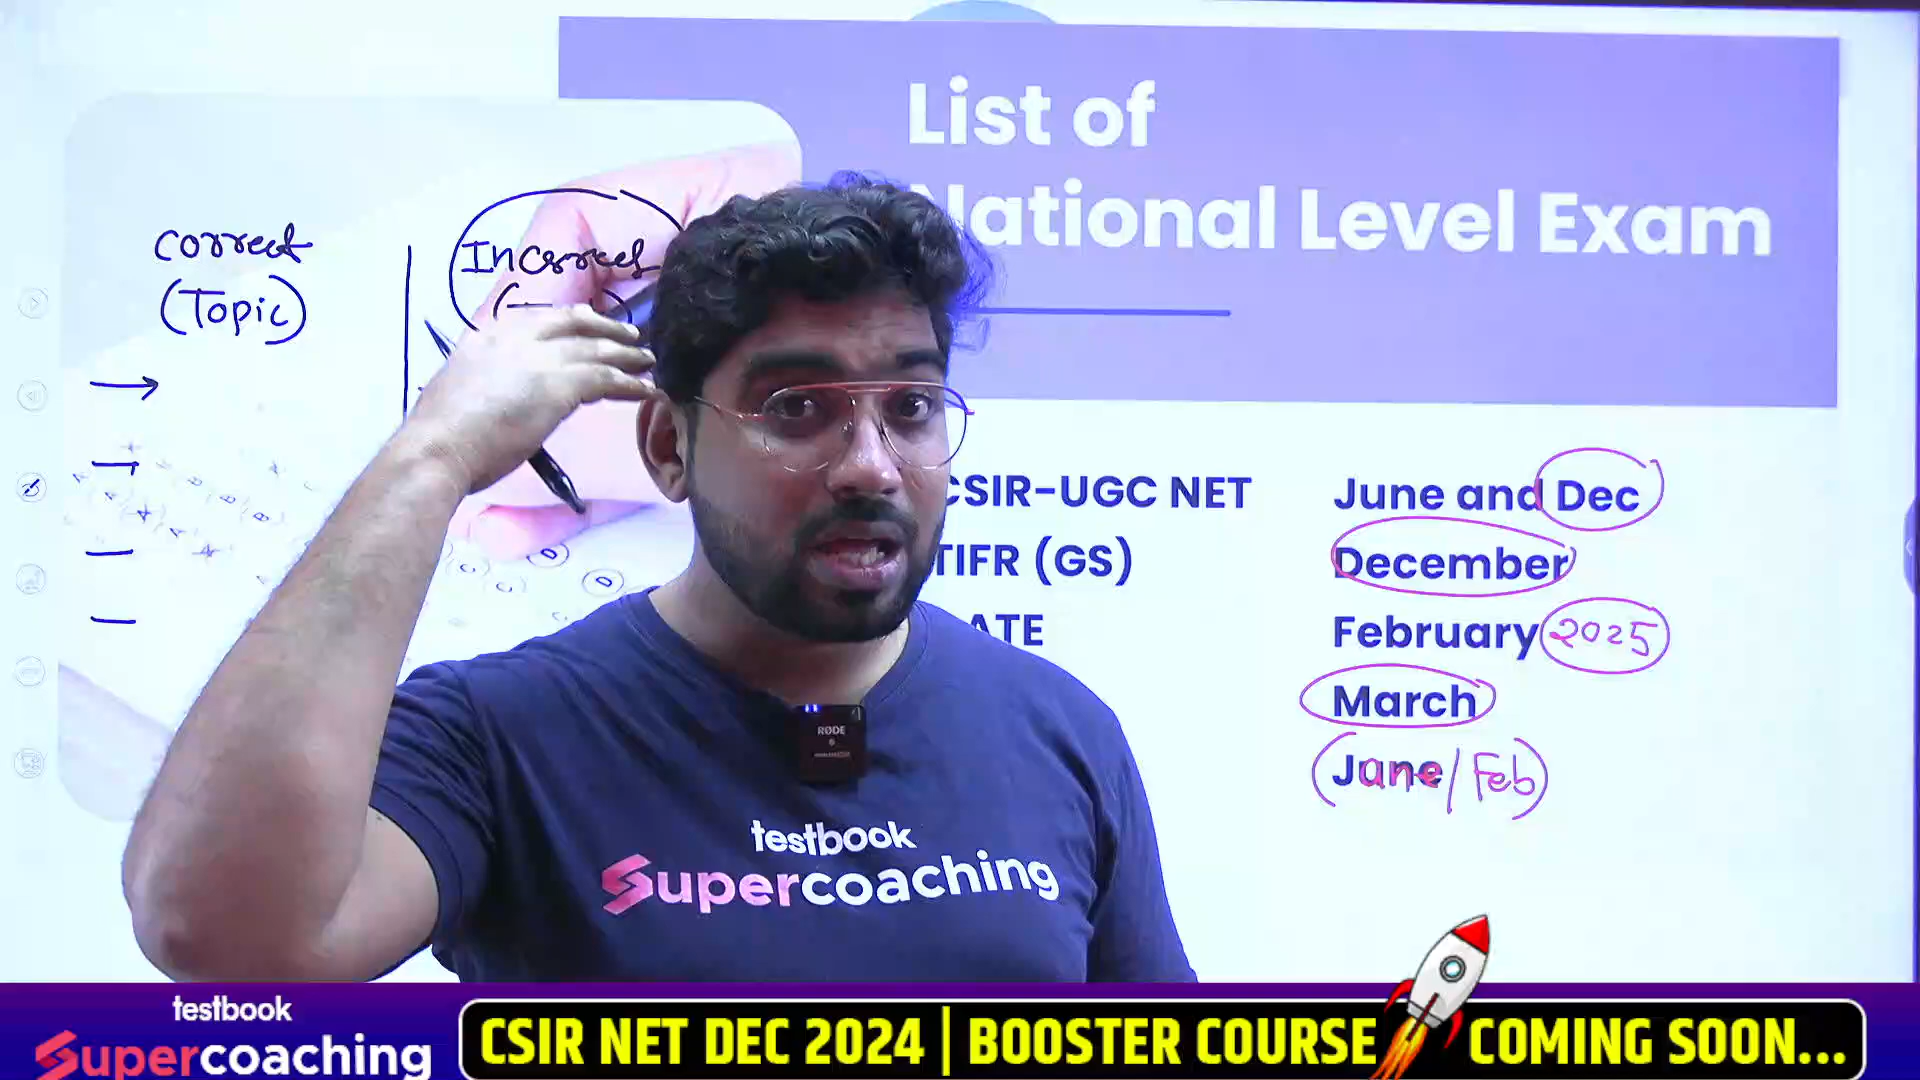 List of
National Level Exam
correct
(Topic)
Incorrect
CSIR-UGC NET
June and Dec
TIFR (GS)
December
ATE
February 2025
March
June/Feb)
RØDE
testbook
Supercoaching
testbook
Supercoaching
CSIR NET DEC 2024 | BOOSTER COURSE COMING SOON...